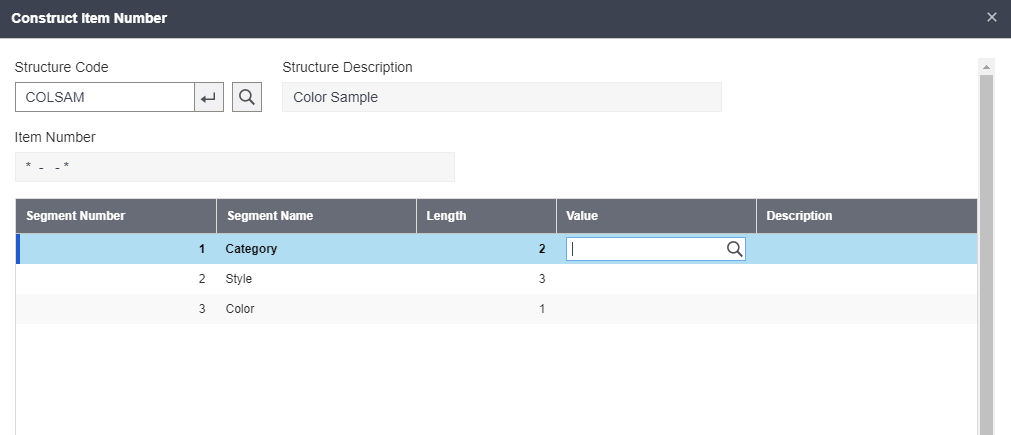 Construct Item Number
Structure Code Structure Description
COLSAM Color Sample
Item Number
* - - *
Segment Number Segment Name Length Value Description
1 Category 2
2 Style 3
3 Color 1